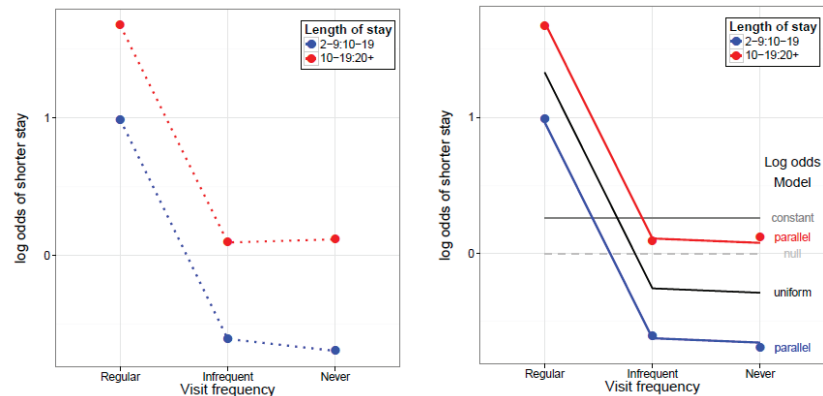 Length of stay
2−9:10−19
10−19:20+
log odds of shorter stay
1
0
Regular
Infrequent
Never
Visit frequency
Length of stay
2−9:10−19
10−19:20+
log odds of shorter stay
1
0
Log odds
Model
constant
parallel
null
uniform
parallel
Regular
Infrequent
Never
Visit frequency